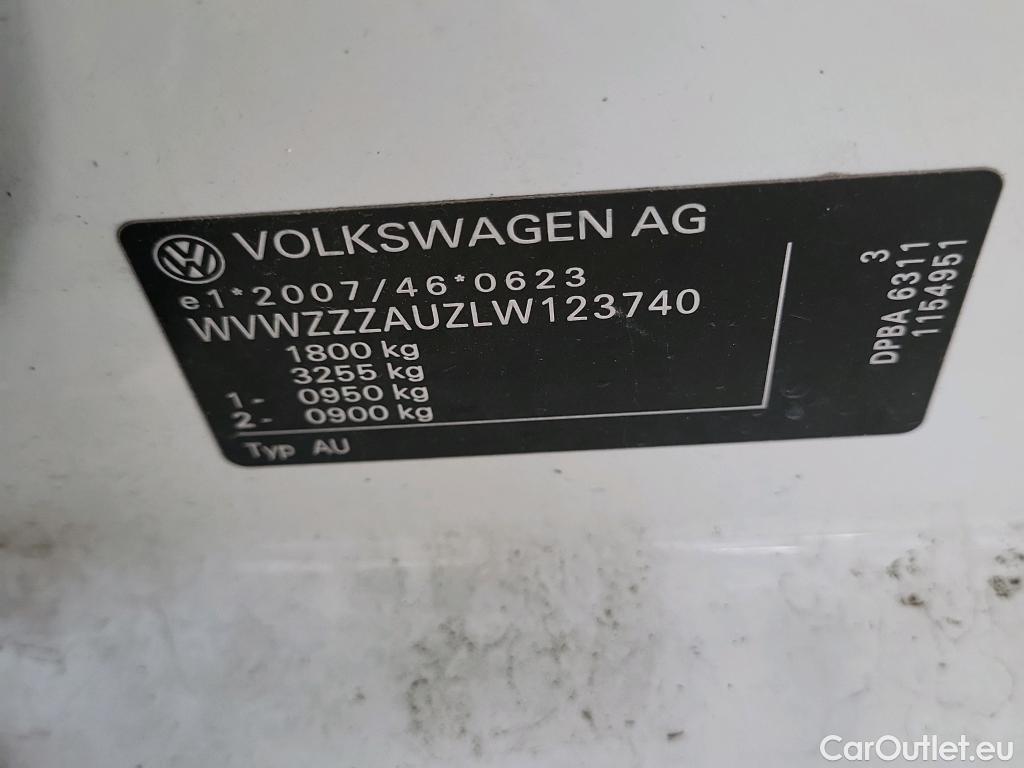 VOLKSWAGEN AG
e1*2007/46*0623
WVWZZZAUZLW123740
1800 kg
3255 kg
1- 0950 kg
2- 0900 kg
Typ AU
3
DPBA 6311
1154951
CarOutlet.eu